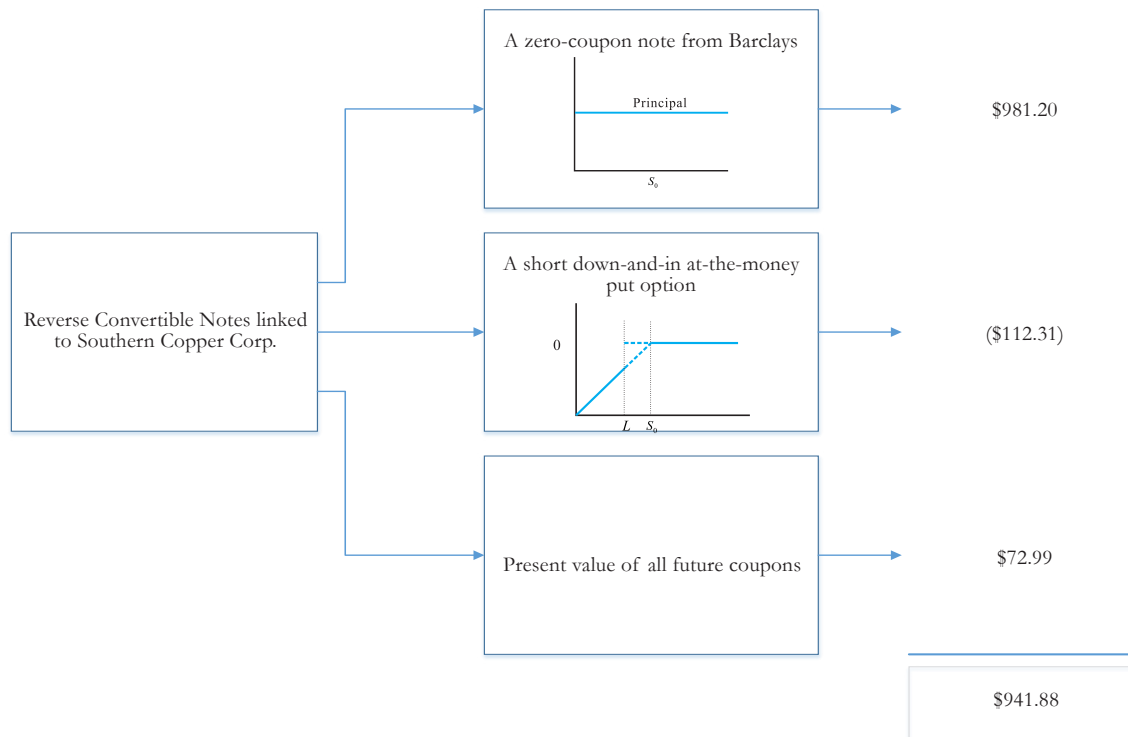 A zero-coupon note from Barclays
Principal
S₀
$981.20
Reverse Convertible Notes linked
to Southern Copper Corp.
A short down-and-in at-the-money
put option
0
L S₀
($112.31)
Present value of all future coupons
$72.99
$941.88